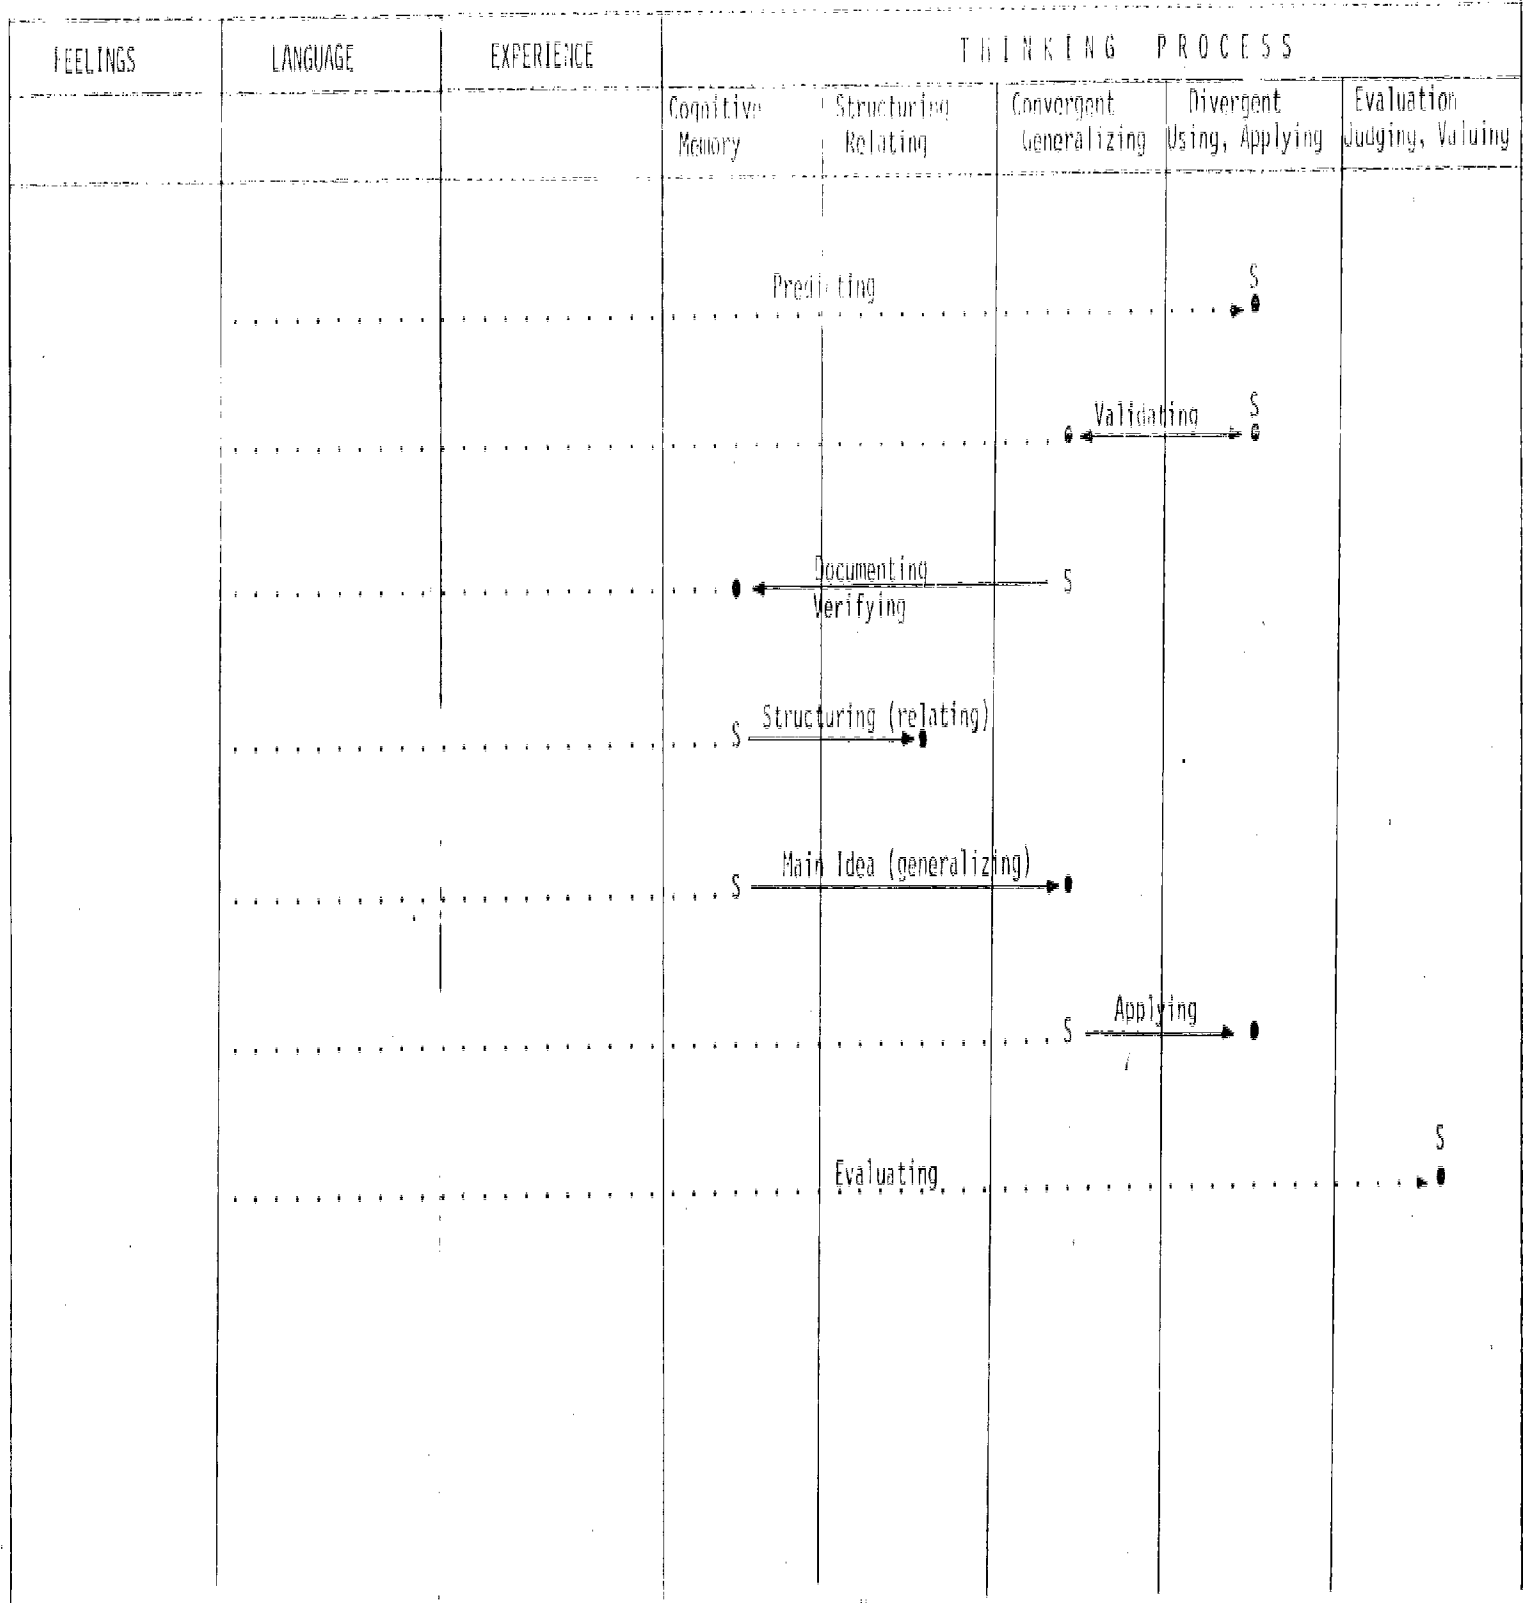 FEELINGS
LANGUAGE
EXPERIENCE
THINKING PROCESS
Cognitive
Memory
Structuring
Relating
Convergent
Generalizing
Divergent
Using, Applying
Evaluation
Judging, Valuing
Predicting
S
Validating
S
Documenting
S
Verifying
S
Structuring (relating)
S
Main Idea (generalizing)
S
Applying
S
Evaluating